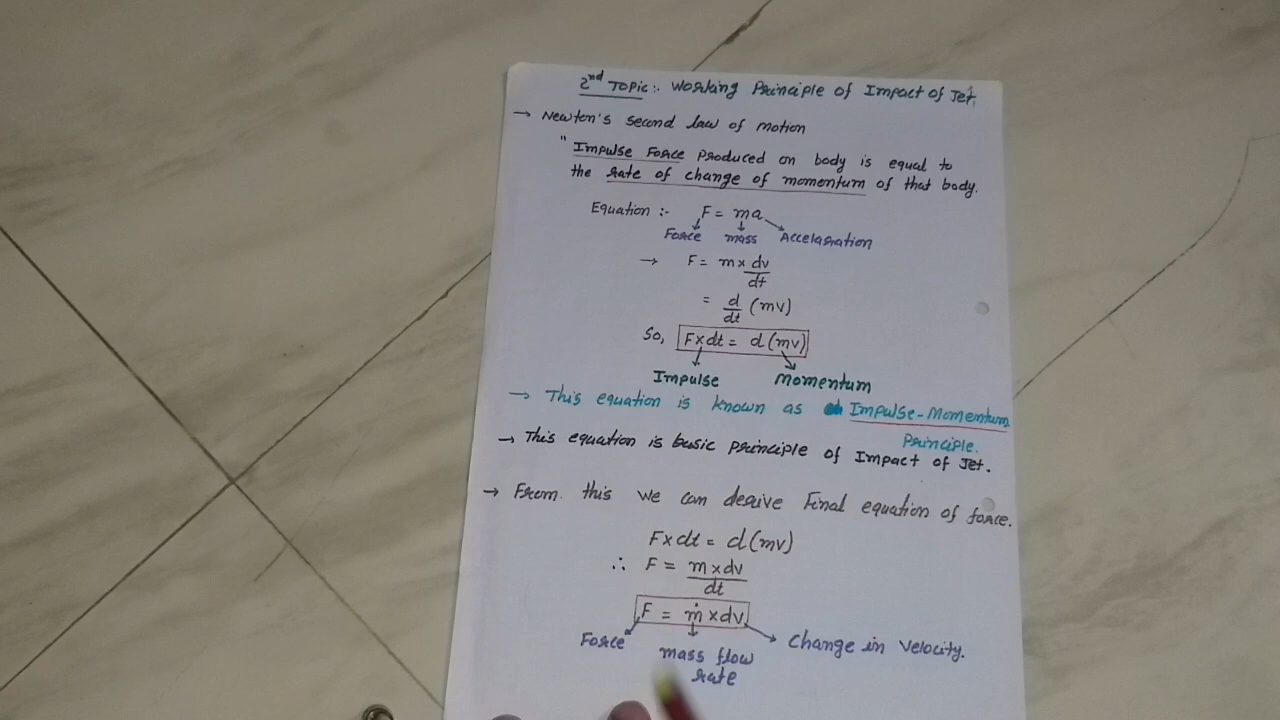 2nd Topic:- Working Principle of Impact of Jet.
→ Newton's second law of motion
"Impulse Force produced on body is equal to
the rate of change of momentum of that body.
Equation :- F = ma
Force mass Accelaration
→ F = m x dv/dt
= d/dt (mv)
So, F x dt = d(mv)
Impulse Momentum
→ This equation is known as Impulse-Momentum
Principle.
→ This equation is basic principle of Impact of Jet.
→ From this we can derive Final equation of force.
F x dt = d(mv)
∴ F = m x dv/dt
F = ṁ x dv
Force mass flow rate Change in Velocity.